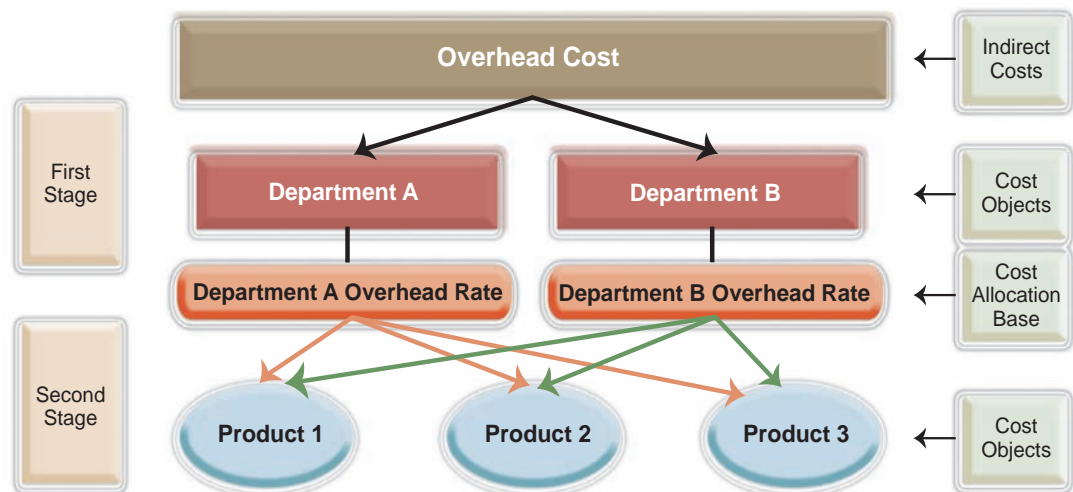 Overhead Cost
Indirect
Costs
First
Stage
Department A
Department B
Cost
Objects
Department A Overhead Rate
Department B Overhead Rate
Cost
Allocation
Base
Second
Stage
Product 1
Product 2
Product 3
Cost
Objects